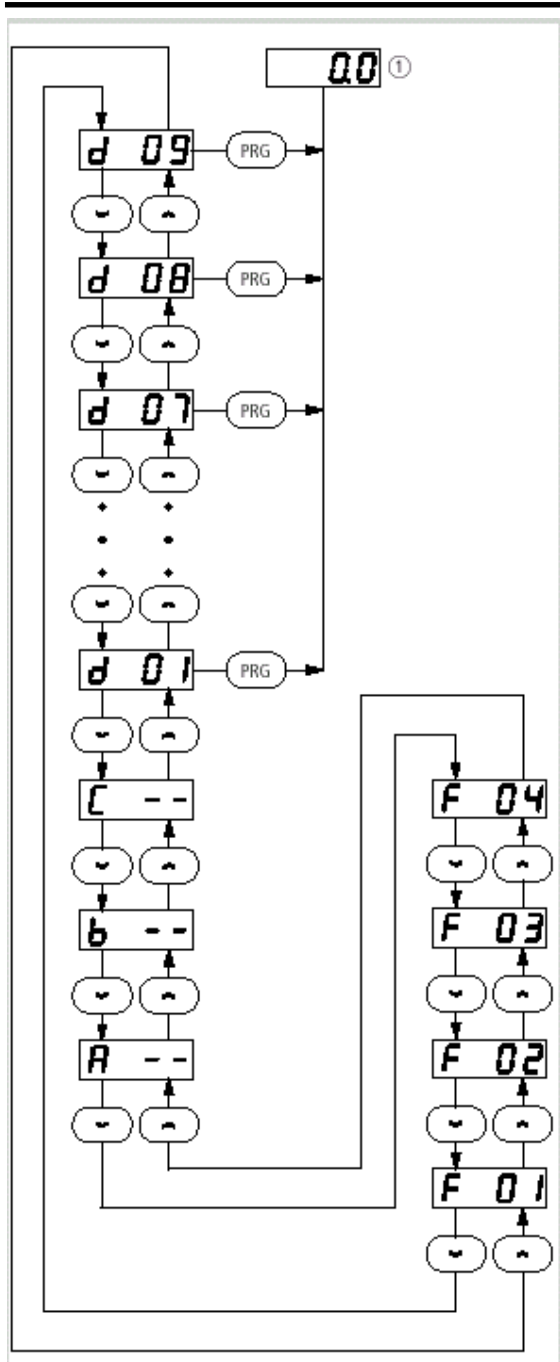 0.0 ①
d 09 PRG
d 08 PRG
d 07 PRG
d 01 PRG
C --
b --
A --
F 04
F 03
F 02
F 01